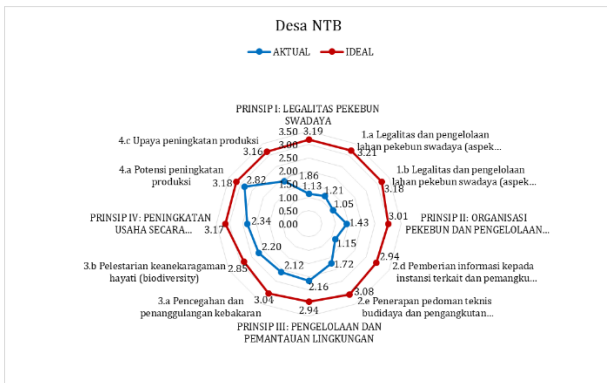 Desa NTB
AKTUAL IDEAL
PRINSIP I: LEGALITAS PEKEBUN
SWADAYA
4.c Upaya peningkatan produksi
1.a Legalitas dan pengelolaan
lahan pekebun swadaya (aspek...
4.a Potensi peningkatan
produksi
1.b Legalitas dan pengelolaan
lahan pekebun swadaya (aspek...
PRINSIP IV: PENINGKATAN
USAHA SECARA...
PRINSIP II: ORGANISASI
PEKEBUN DAN PENGELOLAAN...
3.b Pelestarian keanekaragaman
hayati (biodiversity)
2.d Pemberian informasi kepada
instansi terkait dan pemangku...
3.a Pencegahan dan
penanggulangan kebakaran
2.e Penerapan pedoman teknis
budidaya dan pengangkutan...
PRINSIP III: PENGELOLAAN DAN
PEMANTAUAN LINGKUNGAN
3.50
3.00
2.50
2.00
1.50
1.00
0.50
0.00
3.19
3.21
3.18
3.01
2.94
3.08
2.94
3.04
2.85
3.17
3.18
3.16
1.13
1.21
1.05
1.43
1.15
1.72
2.16
2.12
2.20
2.34
2.82
1.86